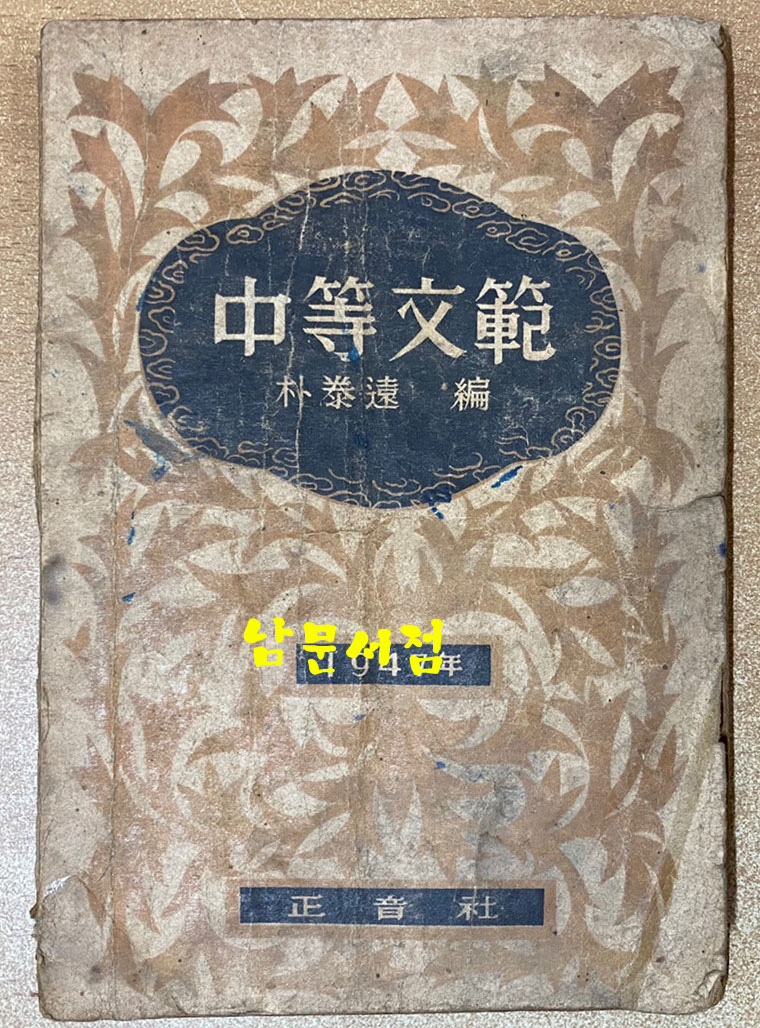 中等文範
朴泰遠 編
남문서점
正音社